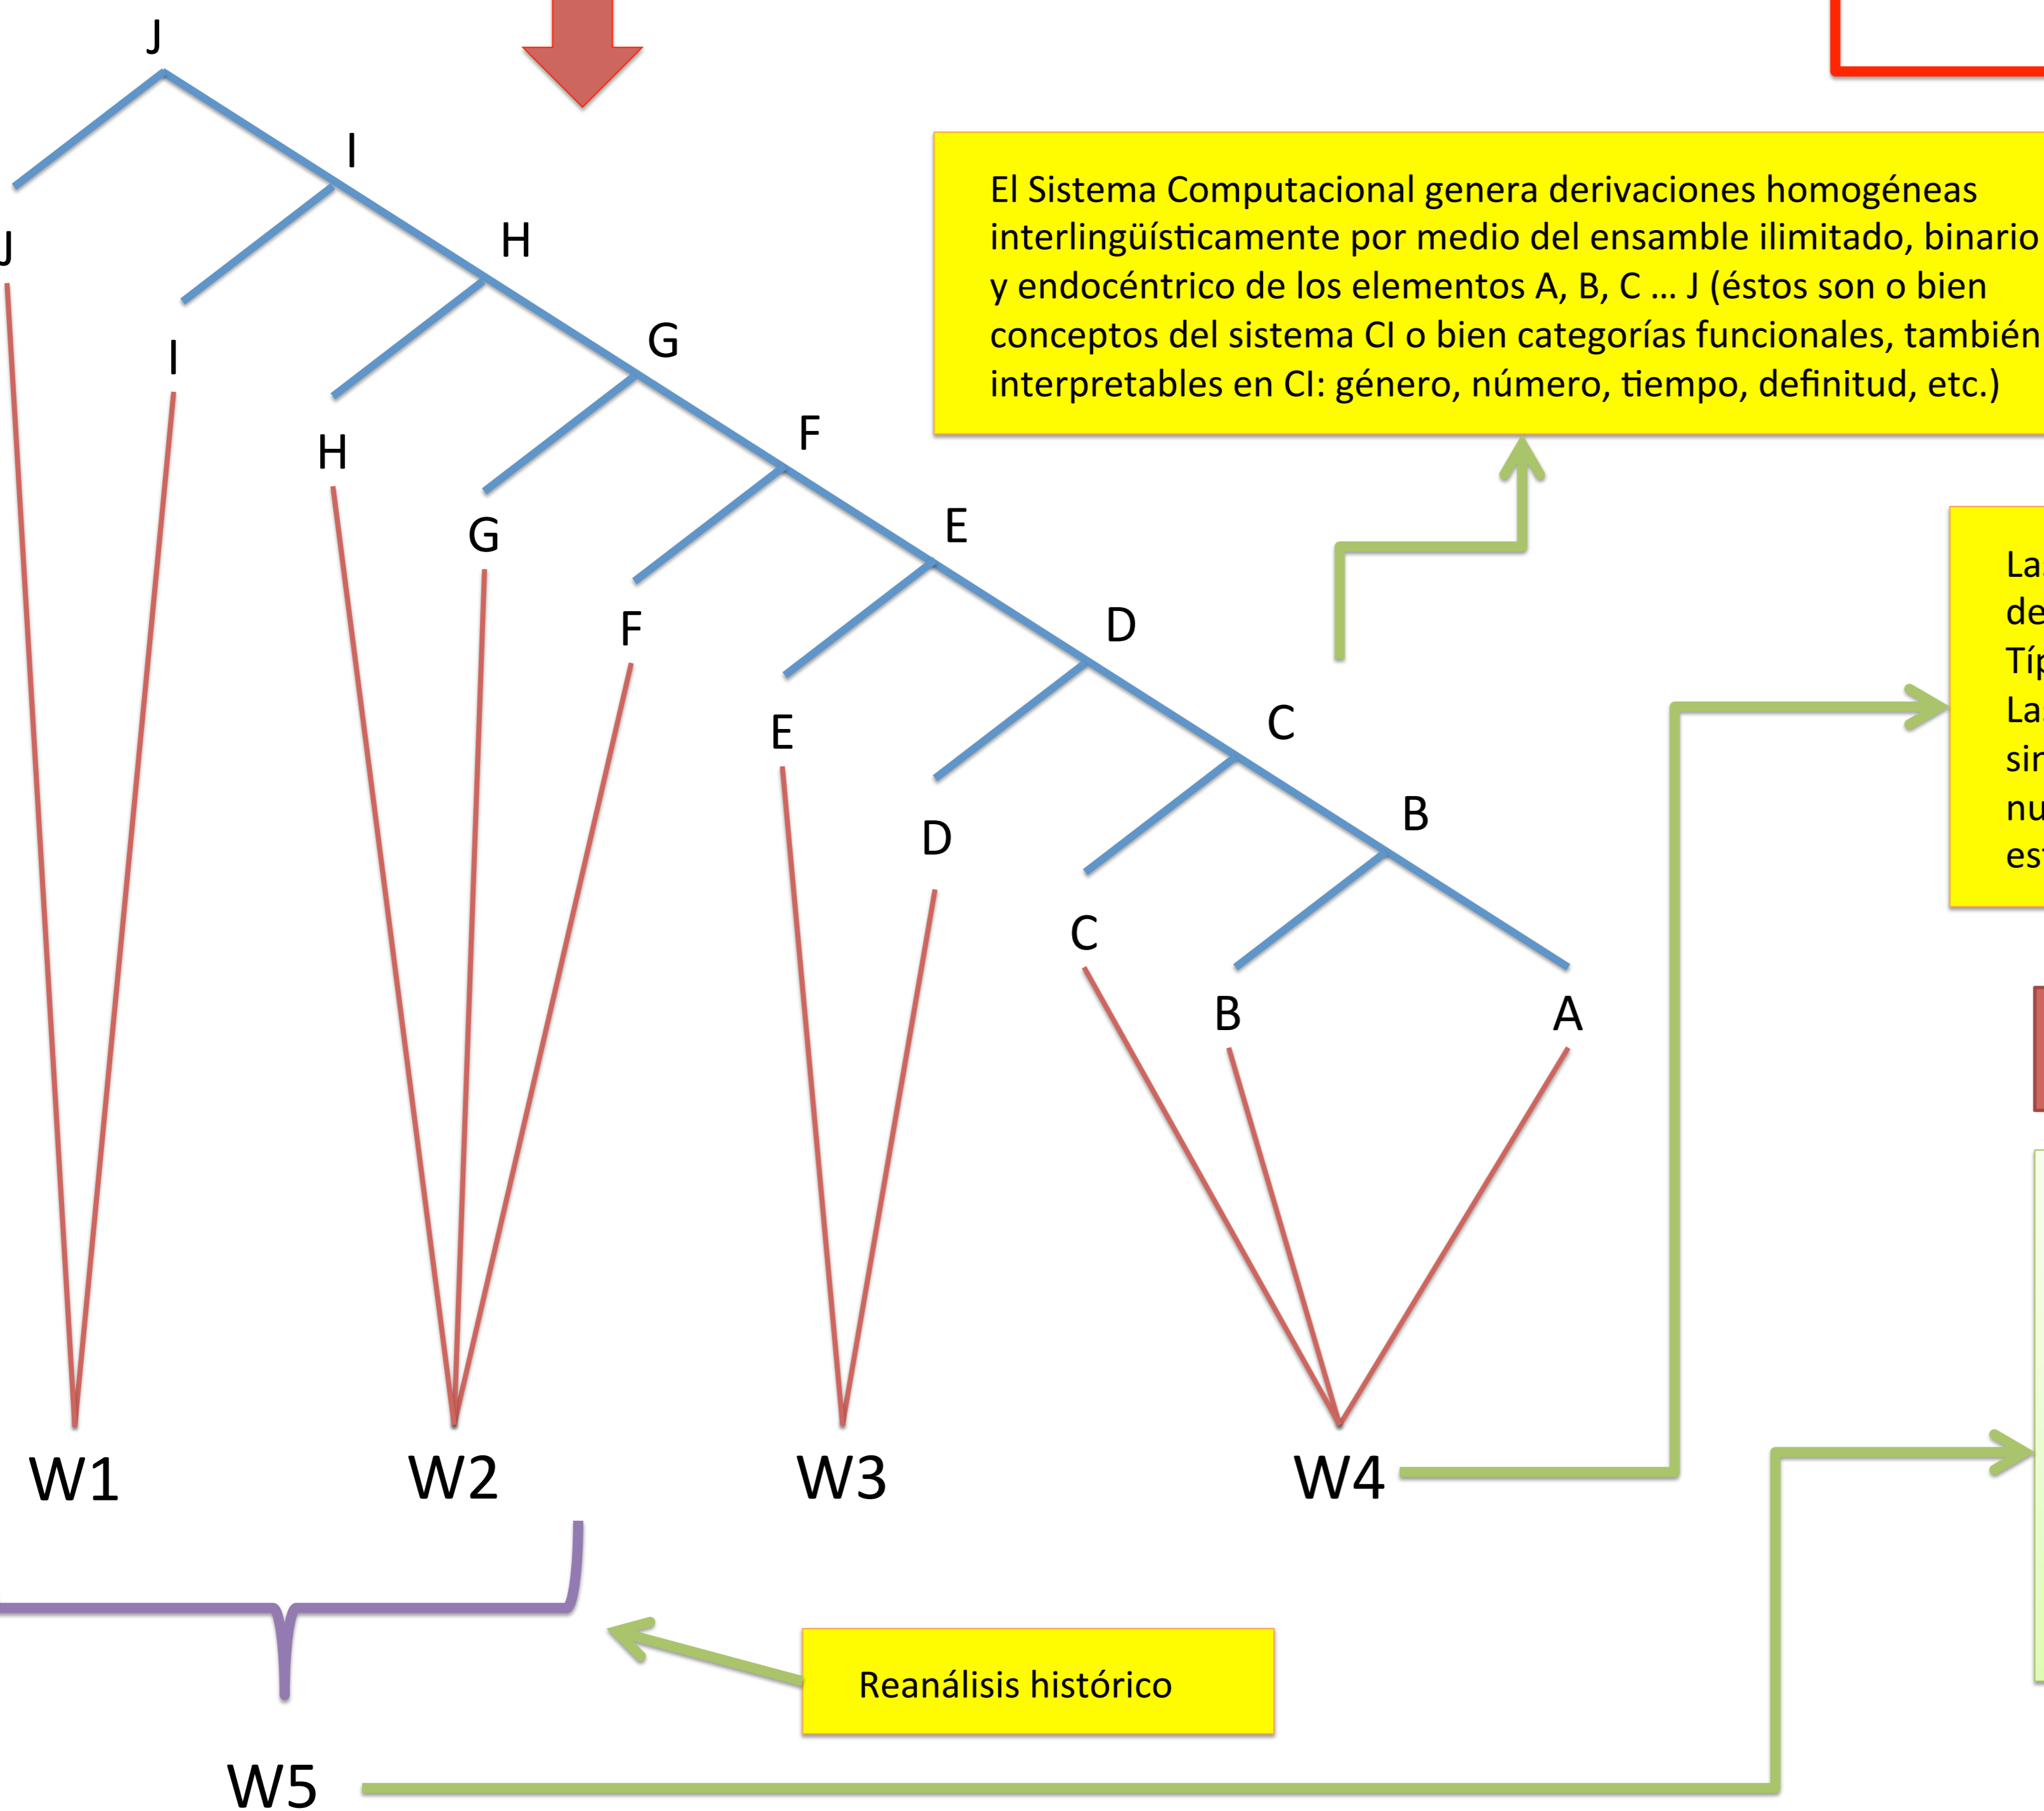 J
I
H
G
F
E
D
C
B
J
I
H
G
F
E
D
C
B
A
El Sistema Computacional genera derivaciones homogéneas
interlingüísticamente por medio del ensamble ilimitado, binario
y endocéntrico de los elementos A, B, C … J (éstos son o bien
conceptos del sistema CI o bien categorías funcionales, también
interpretables en CI: género, número, tiempo, definitud, etc.)
W1 W2 W3 W4
Reanálisis histórico
W5